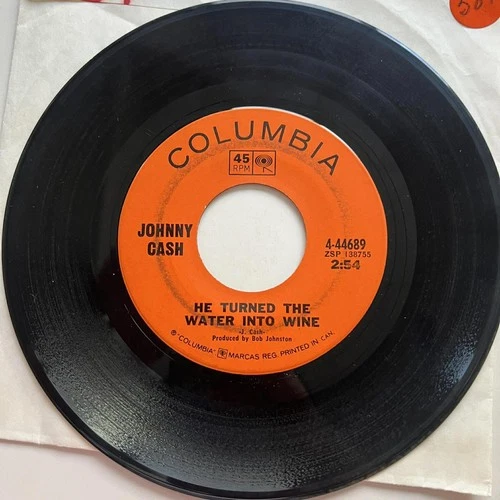 COLUMBIA
45
RPM
JOHNNY
CASH
4-44689
ZSP 138755
2:54
HE TURNED THE
WATER INTO WINE
-J. Cash-
Produced by Bob Johnston
℗ "COLUMBIA" MARCAS REG. PRINTED IN CAN.